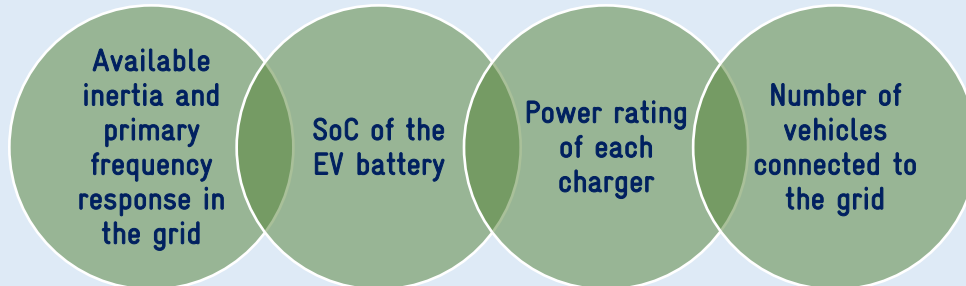 Available
inertia and
primary
frequency
response in
the grid
SoC of the
EV battery
Power rating
of each
charger
Number of
vehicles
connected to
the grid